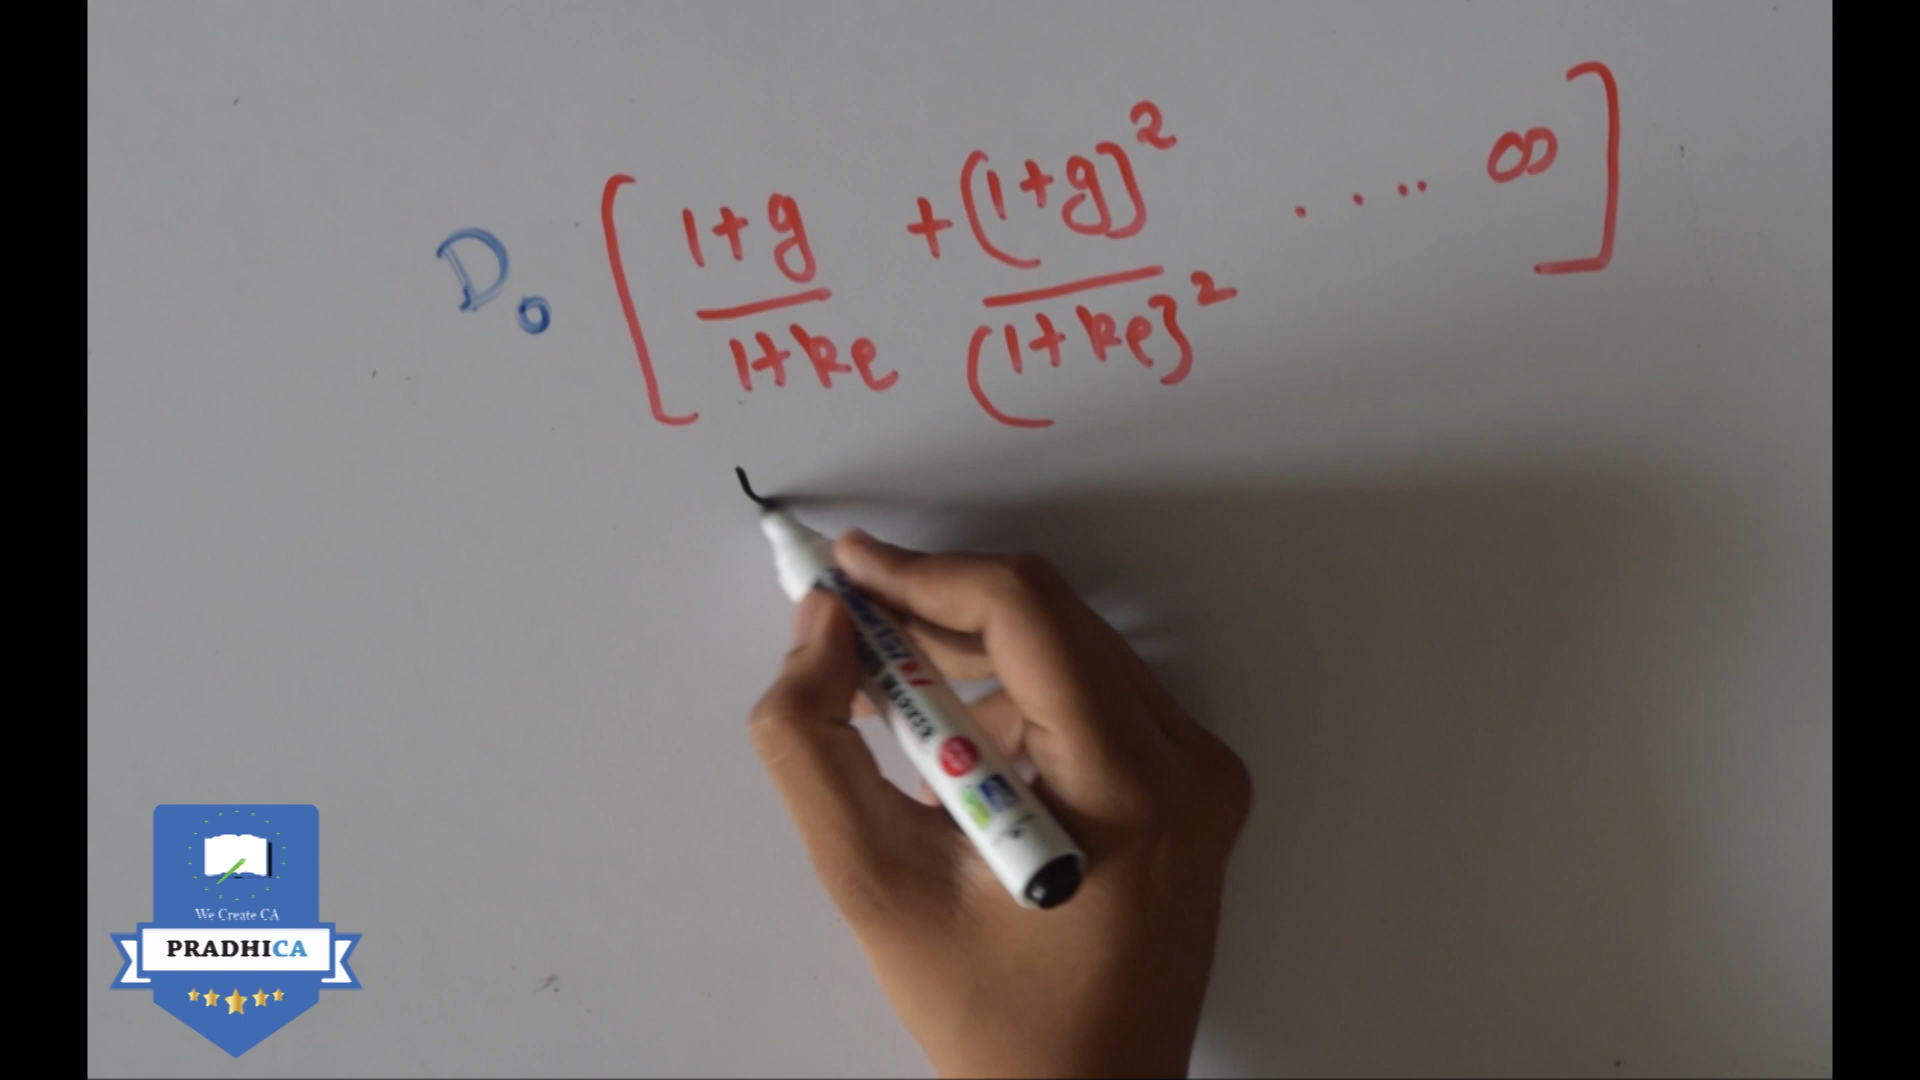 D₀ [ 1+g/1+ke + (1+g)²/(1+ke)² ..... ∞ ]
We Create CA
PRADHICA